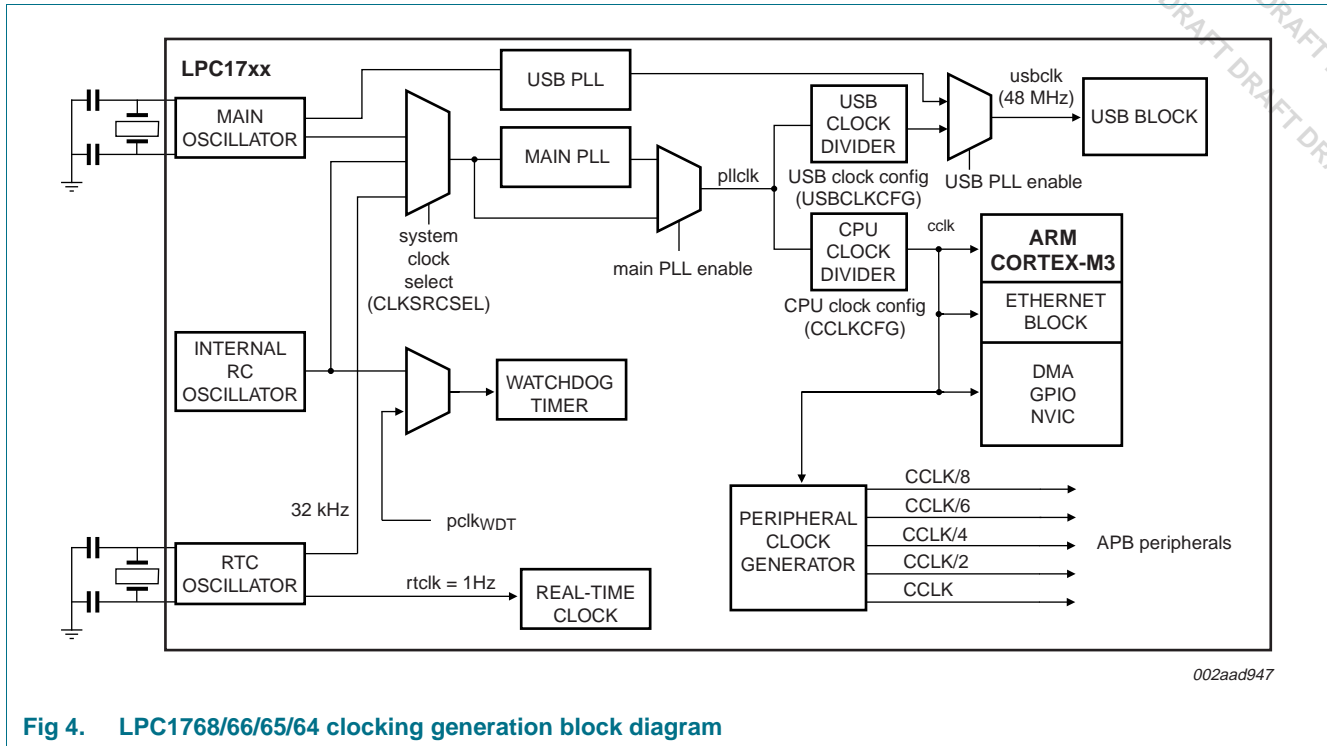 DRAFT
DRAFT DRAFT
LPC17xx
MAIN
OSCILLATOR
USB PLL
MAIN PLL
system
clock
select
(CLKSRCSEL)
main PLL enable
pllclk
USB
CLOCK
DIVIDER
USB clock config
(USBCLKCFG)
usbclk
(48 MHz)
USB BLOCK
USB PLL enable
CPU
CLOCK
DIVIDER
CPU clock config
(CCLKCFG)
cclk
ARM
CORTEX-M3
ETHERNET
BLOCK
DMA
GPIO
NVIC
INTERNAL
RC
OSCILLATOR
WATCHDOG
TIMER
pclkWDT
32 kHz
RTC
OSCILLATOR
rtclk = 1Hz
REAL-TIME
CLOCK
PERIPHERAL
CLOCK
GENERATOR
CCLK/8
CCLK/6
CCLK/4
CCLK/2
CCLK
APB peripherals
002aad947
Fig 4. LPC1768/66/65/64 clocking generation block diagram